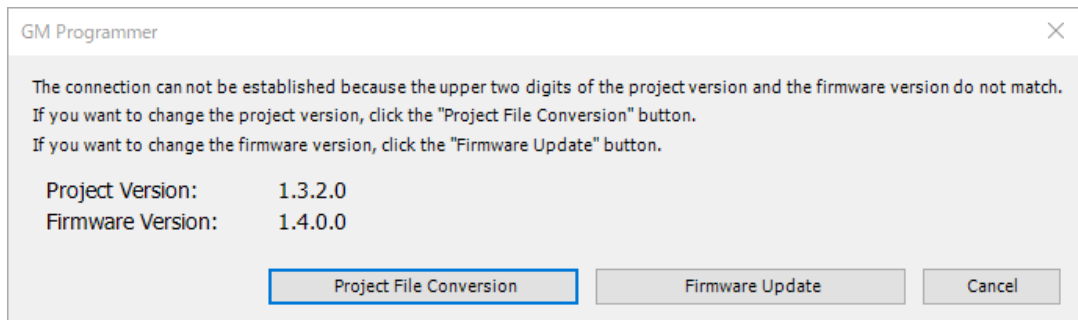 GM Programmer
The connection can not be established because the upper two digits of the project version and the firmware version do not match.
If you want to change the project version, click the "Project File Conversion" button.
If you want to change the firmware version, click the "Firmware Update" button.
Project Version: 1.3.2.0
Firmware Version: 1.4.0.0
Project File Conversion Firmware Update Cancel